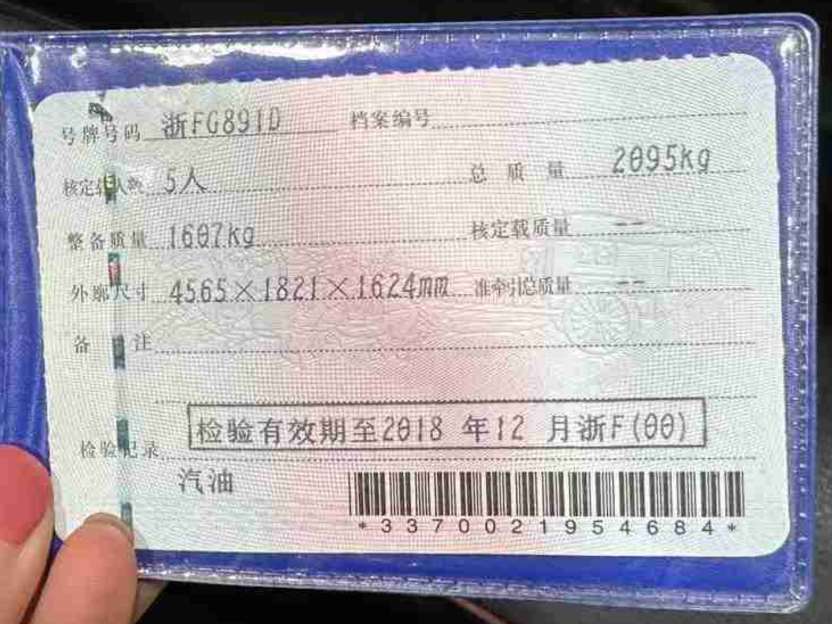 号牌号码 浙FG891D 档案编号
核定载人数 5人 总质量 2095kg
整备质量 1607kg 核定载质量 --
外廓尺寸 4565×1821×1624mm 准牵引总质量 --
备注
检验记录 检验有效期至2018年12月浙F(00)
汽油
*3370021954684*